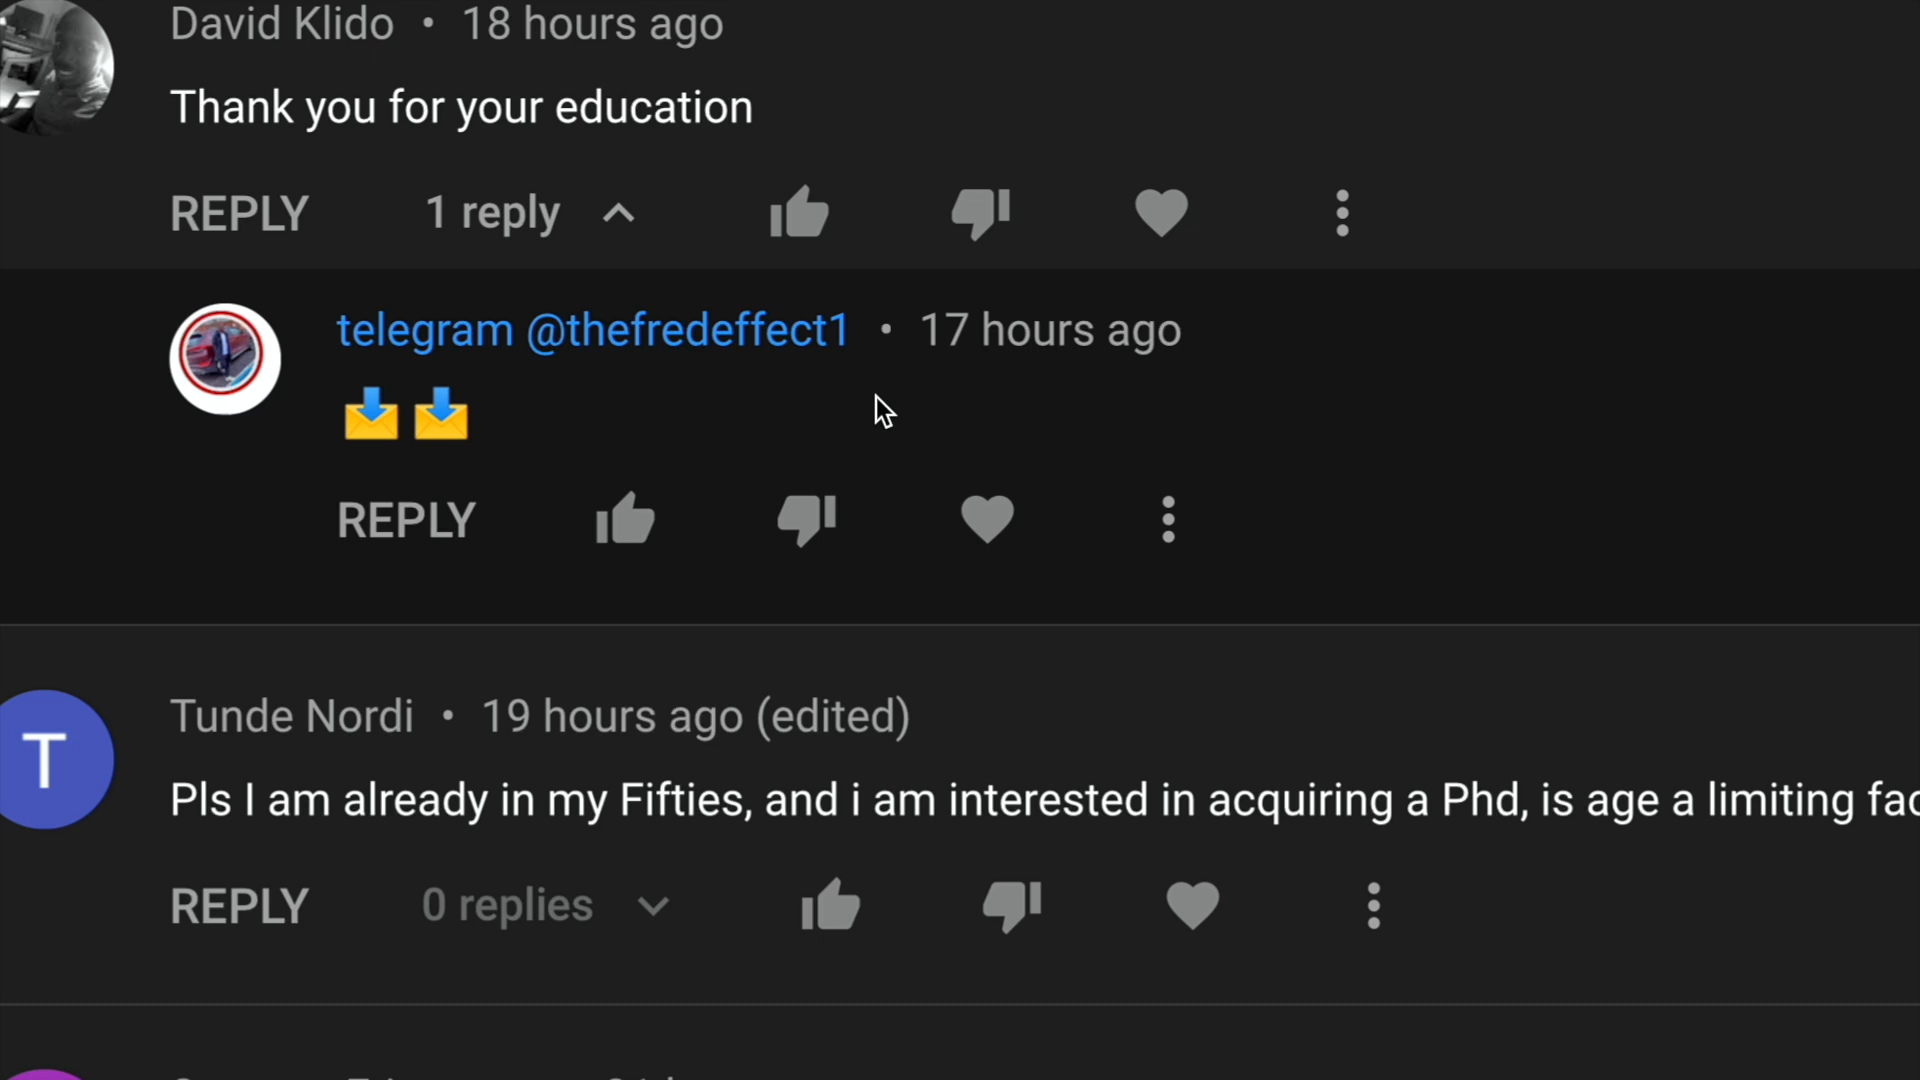 David Klido • 18 hours ago
Thank you for your education
REPLY 1 reply
telegram @thefredeffect1 • 17 hours ago
REPLY
T
Tunde Nordi • 19 hours ago (edited)
Pls I am already in my Fifties, and i am interested in acquiring a Phd, is age a limiting
REPLY 0 replies